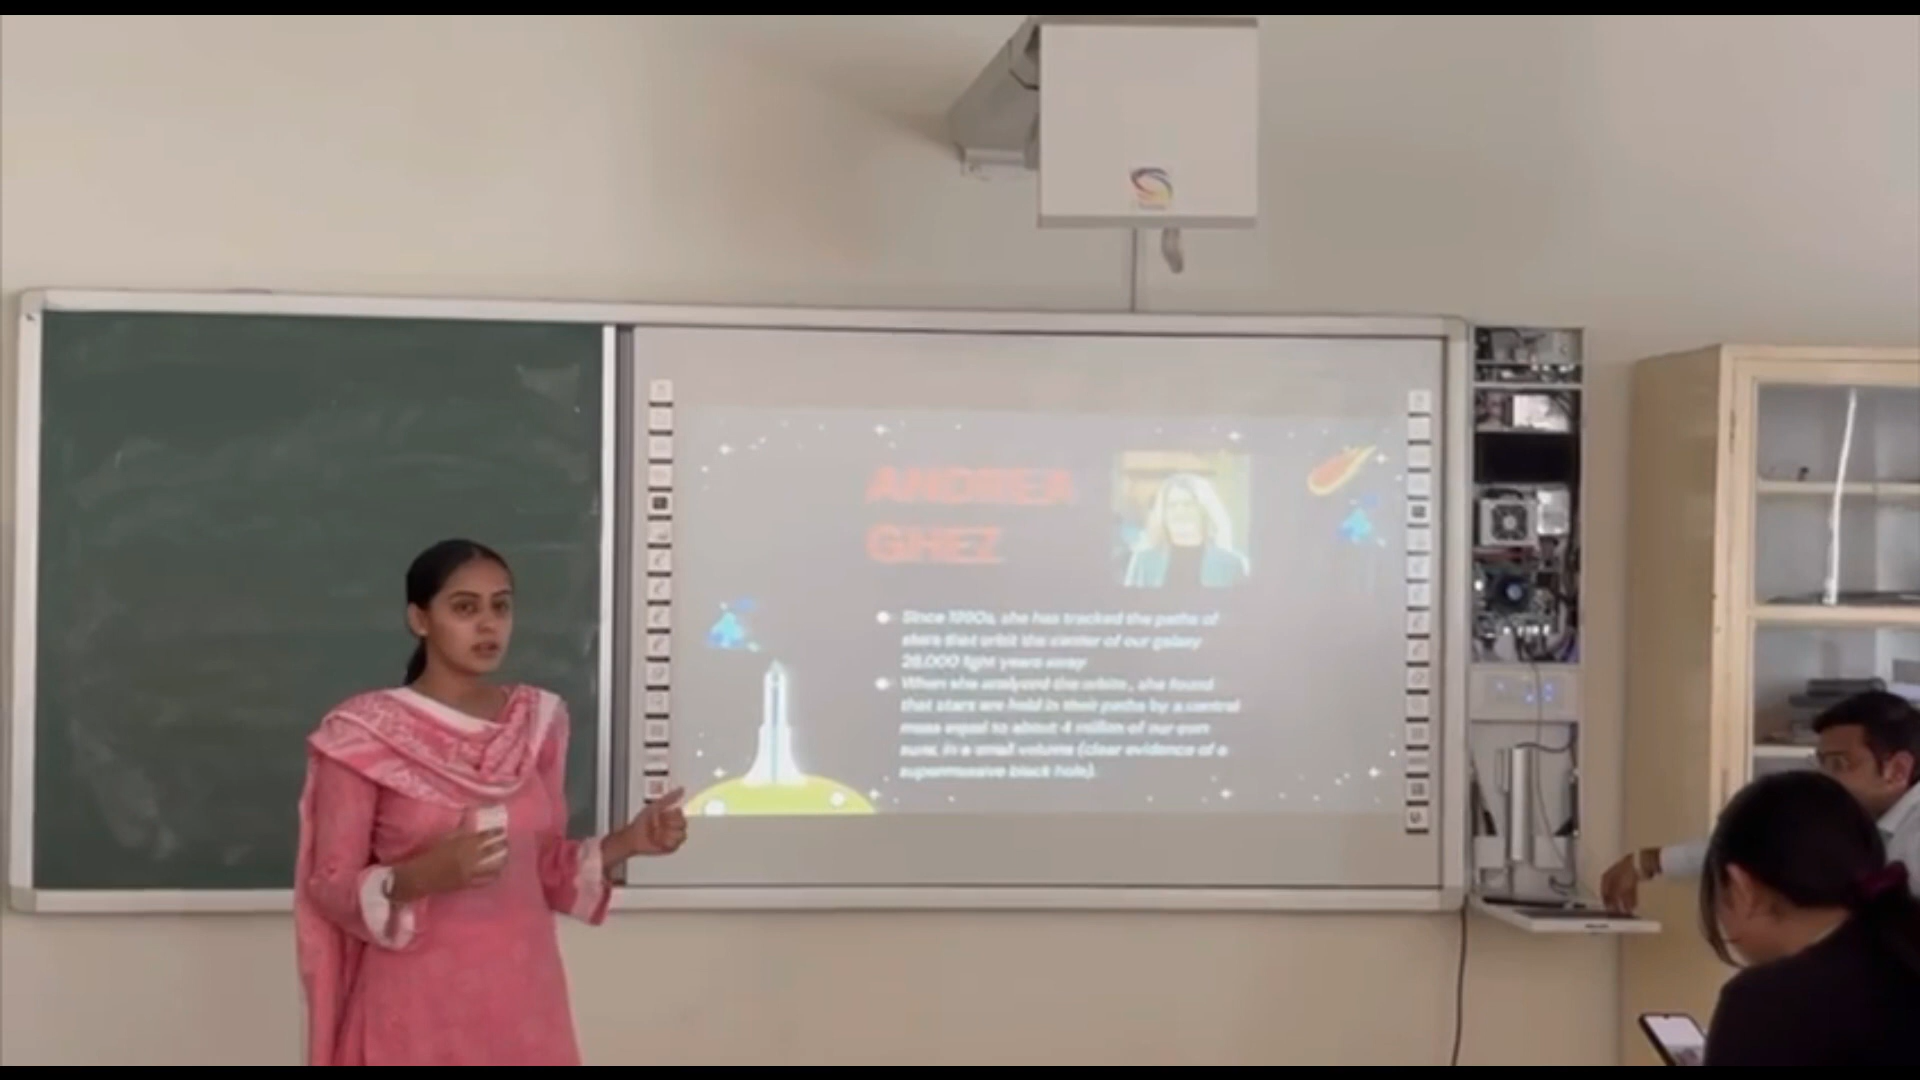 ANDREA
GHEZ
Since 1990s, she has tracked the paths of
stars that orbit the center of our galaxy
26,000 light years away
When she analyzed the orbits, she found
that stars are held in their paths by a central
mass equal to about 4 million of our own
suns, in a small volume (clear evidence of a
supermassive black hole).